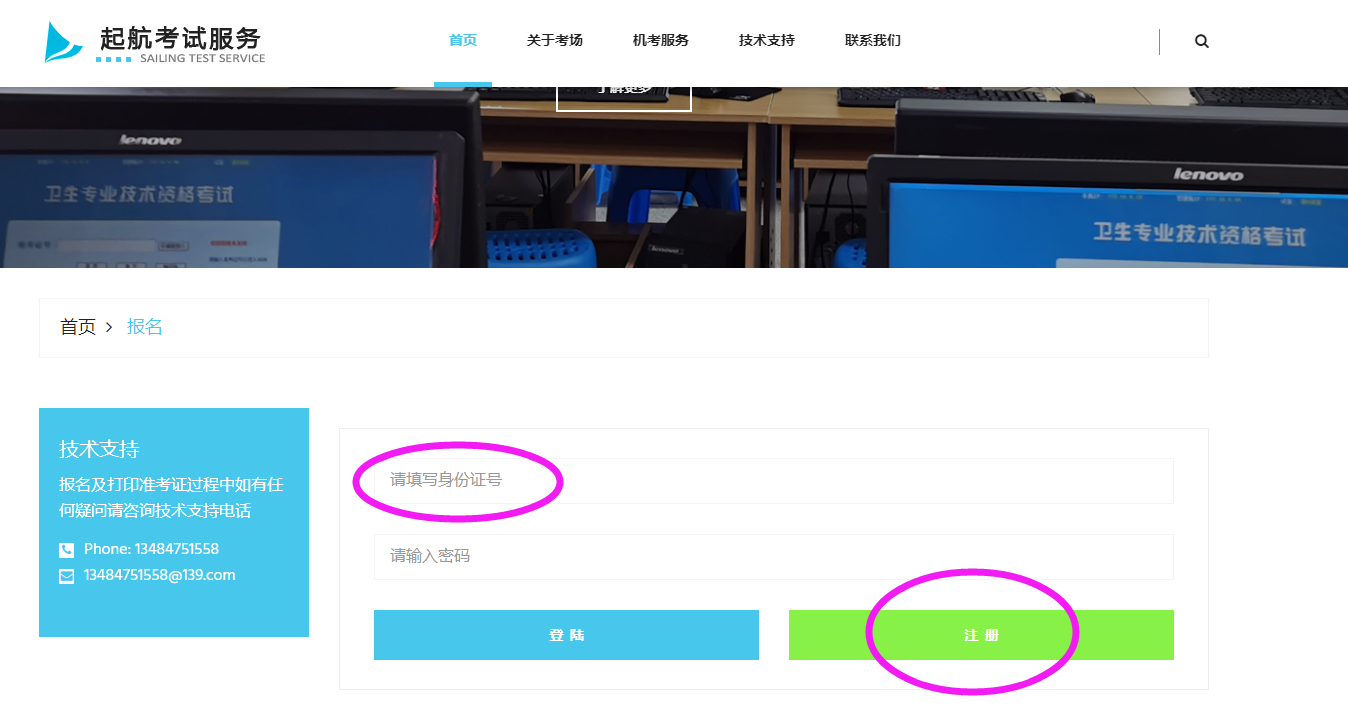 起航考试服务
SAILING TEST SERVICE
首页
关于考场
机考服务
技术支持
联系我们
了解更多
lenovo
卫生专业技术资格考试
lenovo
卫生专业技术资格考试
首页 > 报名
技术支持
报名及打印准考证过程中如有任
何疑问请咨询技术支持电话
Phone: 13484751558
13484751558@139.com
请填写身份证号
请输入密码
登 陆
注 册